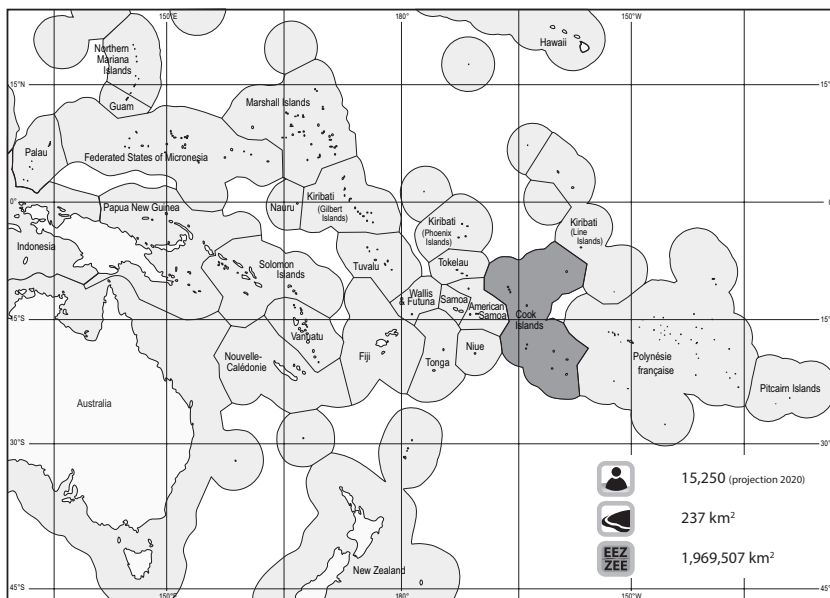 150°E
180°
150°W
Hawaii
Northern
Mariana
Islands
15°N
15°N
Guam
Marshall Islands
Palau
Federated States of Micronesia
0°
0°
Papua New Guinea
Nauru
Kiribati
(Gilbert
Islands)
Kiribati
(Phoenix
Islands)
Kiribati
(Line
Islands)
Indonesia
Solomon
Islands
Tuvalu
Tokelau
Wallis
& Futuna
Samoa
American
Samoa
Cook
Islands
15°S
15°S
Vanuatu
Nouvelle-
Calédonie
Fiji
Tonga
Niue
Polynésie
française
Pitcairn Islands
Australia
30°S
30°
15,250 (projection 2020)
237 km²
EEZ
ZEE
1,969,507 km²
New Zealand
45°S
45°
150°E
180°
150°W